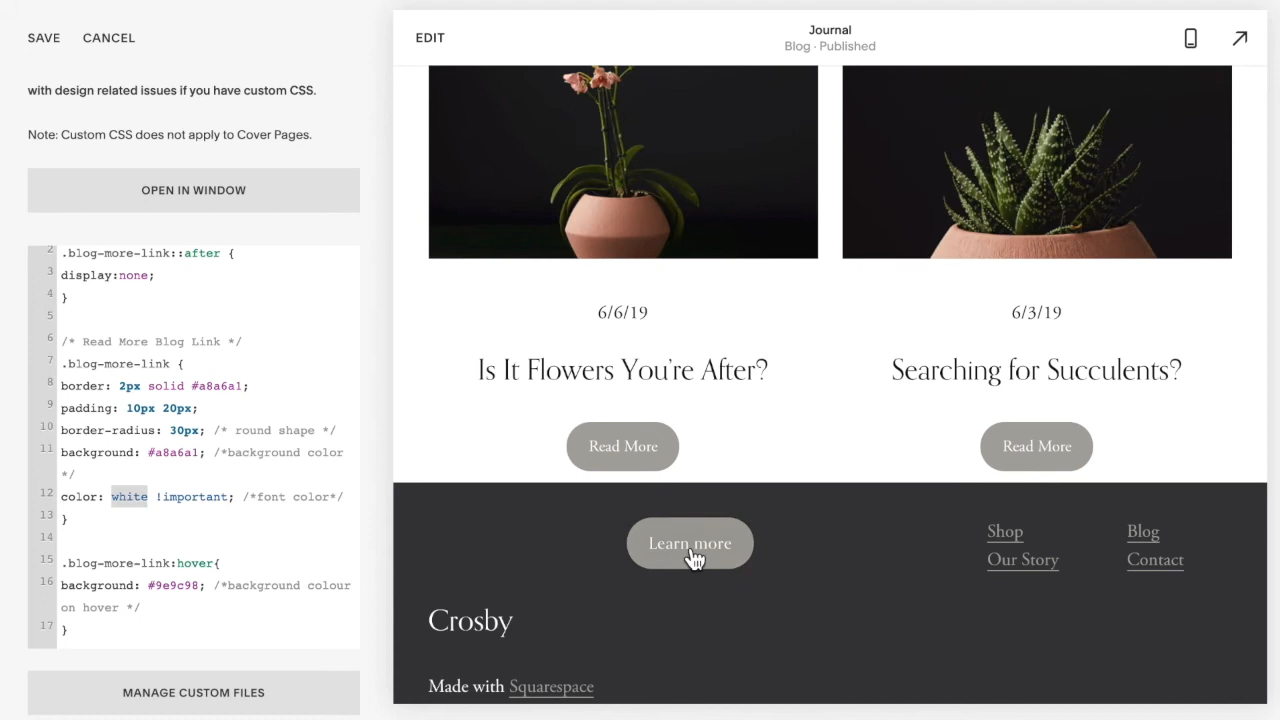 SAVE CANCEL
with design related issues if you have custom CSS.
Note: Custom CSS does not apply to Cover Pages.
OPEN IN WINDOW
2 .blog-more-link::after {
3 display:none;
4 }
5
6 /* Read More Blog Link */
7 .blog-more-link {
8 border: 2px solid #a8a6a1;
9 padding: 10px 20px;
10 border-radius: 30px; /* round shape */
11 background: #a8a6a1; /*background color
*/
12 color: white !important; /*font color*/
13 }
14
15 .blog-more-link:hover{
16 background: #9e9c98; /*background colour
on hover */
17 }
MANAGE CUSTOM FILES
EDIT
Journal
Blog · Published
6/6/19
Is It Flowers You're After?
Read More
6/3/19
Searching for Succulents?
Read More
Learn more
Shop Blog
Our Story Contact
Crosby
Made with Squarespace